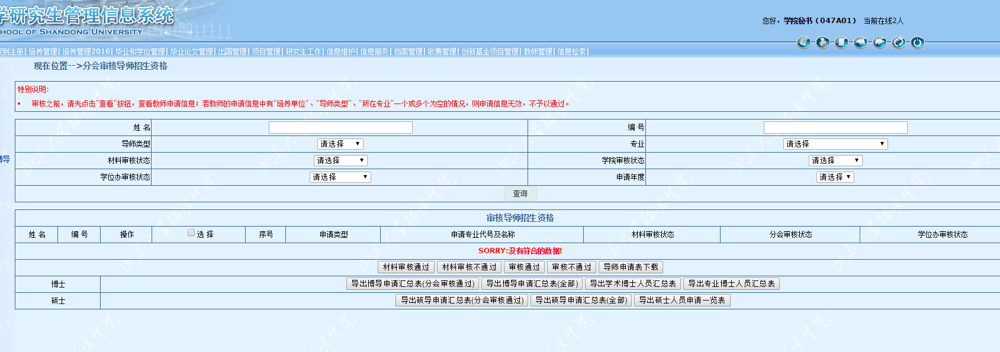 学研究生管理信息系统
HOOL OF SHANDONG UNIVERSITY
您好，学院秘书（047A01） 当前在线2人
到注册| 培养管理| 培养管理2016| 毕业和学位管理| 毕业论文管理| 出国管理| 项目管理| 研究生工作| 信息维护| 信息服务| 档案管理| 收费管理| 创新基金项目管理| 教师管理| 信息检索|
现在位置-->分会审核导师招生资格
特别说明:
• 审核之前，请先点击"查看"按钮，查看教师申请信息；若教师的申请信息中有"培养单位"、"导师类型"、"所在专业"一个或多个为空的情况，则申请信息无效，不予以通过。
姓 名 编 号
导师类型 请选择 专业 请选择
博导
材料审核状态 请选择 学院审核状态 请选择
学位办审核状态 请选择 申请年度 请选择
查询
审核导师招生资格
姓 名 编 号 操作 选 择 序号 申请类型 申请专业代号及名称 材料审核状态 分会审核状态 学位办审核状态
SORRY:没有符合的数据!
材料审核通过 材料审核不通过 审核通过 审核不通过 导师申请表下载
博士 导出博导申请汇总表(分会审核通过) 导出博导申请汇总表(全部) 导出学术博士人员汇总表 导出专业博士人员汇总表
硕士 导出硕导申请汇总表(分会审核通过) 导出硕导申请汇总表(全部) 导出硕士人员申请一览表